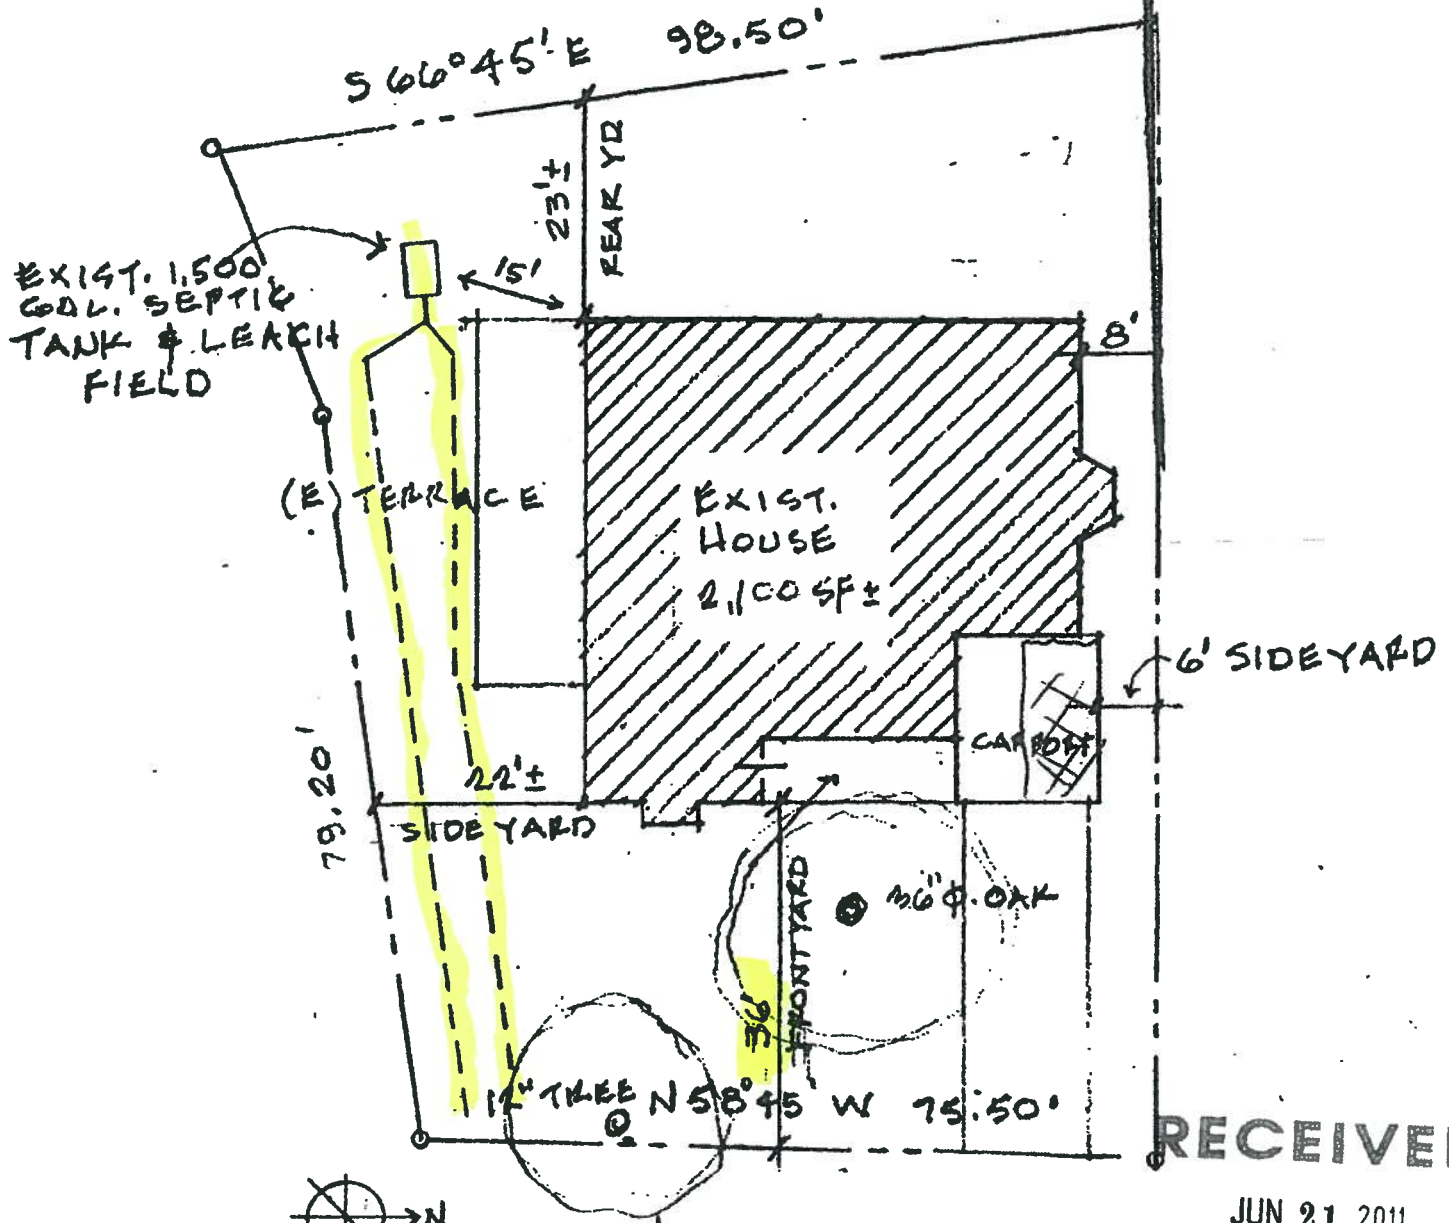 S 66°45' E 98.50'
23'±
REAR YD
EXIST. 1,500
GAL. SEPTIC
TANK & LEACH
FIELD
15'
8'
(E) TERRACE
EXIST.
HOUSE
2,100 SF ±
6' SIDEYARD
CARPORT
79.20'
22'±
SIDE YARD
36"ϕ OAK
36'
FRONT YARD
12" TREE
N 58°45' W 75.50'
N
RECEIVE
JUN 21 2011